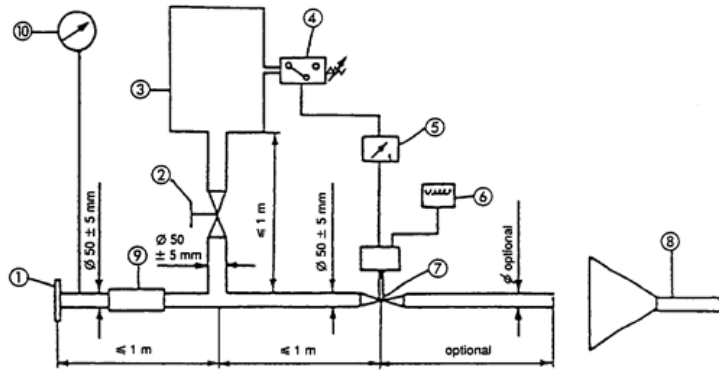 ⑩
④
③
⑤
②
⑥
≤ 1 m
Ø 50 ± 5 mm
Ø 50
± 5 mm
Ø 50 ± 5 mm
⑦
Ø optional
⑧
①
⑨
≤ 1 m
≤ 1 m
optional